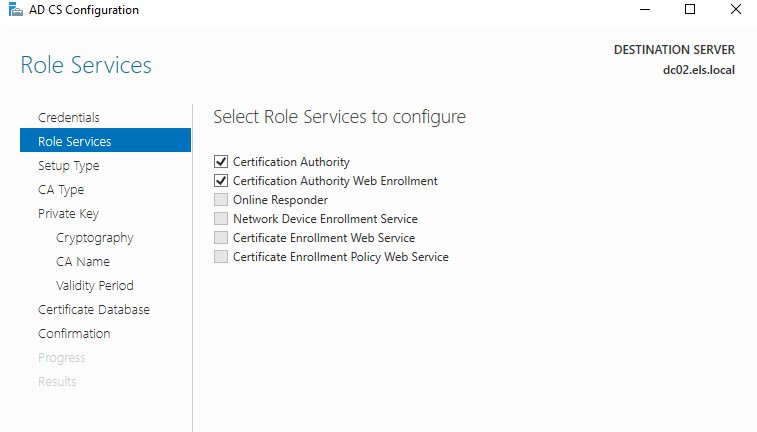 AD CS Configuration
DESTINATION SERVER
dc02.els.local
Role Services
Credentials
Role Services
Setup Type
CA Type
Private Key
Cryptography
CA Name
Validity Period
Certificate Database
Confirmation
Progress
Results
Select Role Services to configure
Certification Authority
Certification Authority Web Enrollment
Online Responder
Network Device Enrollment Service
Certificate Enrollment Web Service
Certificate Enrollment Policy Web Service